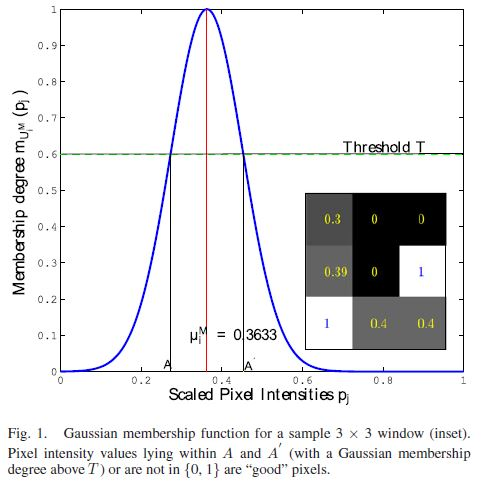 1
0.9
0.8
0.7
0.6
0.5
0.4
0.3
0.2
0.1
0
Membership degree m_{U_i^M} (p_j)
Threshold T
0.3 0 0
0.39 0 1
1 0.4 0.4
μ_i^M = 0.3633
A A'
0 0.2 0.4 0.6 0.8 1
Scaled Pixel Intensities p_j
Fig. 1. Gaussian membership function for a sample 3 × 3 window (inset).
Pixel intensity values lying within A and A′ (with a Gaussian membership
degree above T) or are not in {0, 1} are “good” pixels.